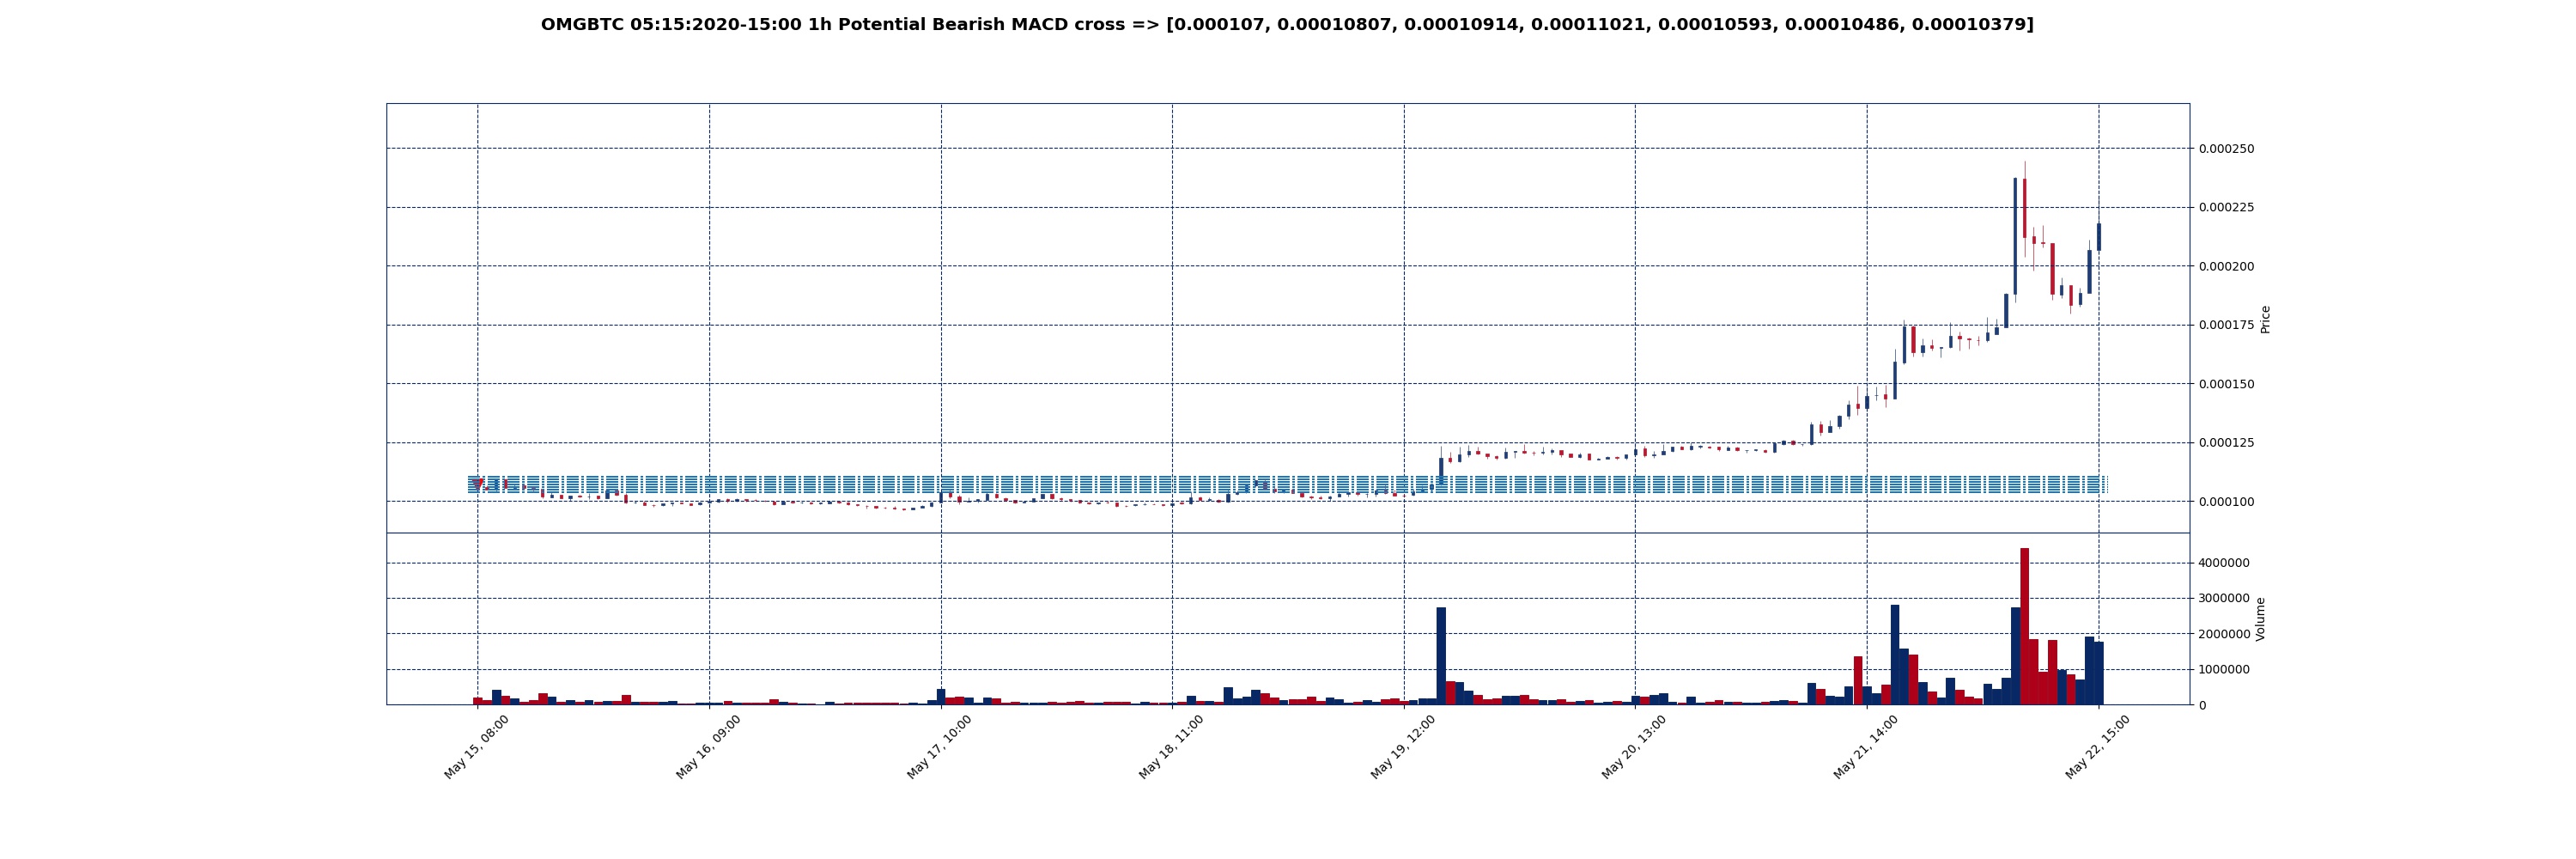 OMGBTC 05:15:2020-15:00 1h Potential Bearish MACD cross => [0.000107, 0.00010807, 0.00010914, 0.00011021, 0.00010593, 0.00010486, 0.00010379]
0.000250
0.000225
0.000200
0.000175
0.000150
0.000125
0.000100
Price
4000000
3000000
2000000
1000000
0
Volume
May 15, 08:00
May 16, 09:00
May 17, 10:00
May 18, 11:00
May 19, 12:00
May 20, 13:00
May 21, 14:00
May 22, 15:00